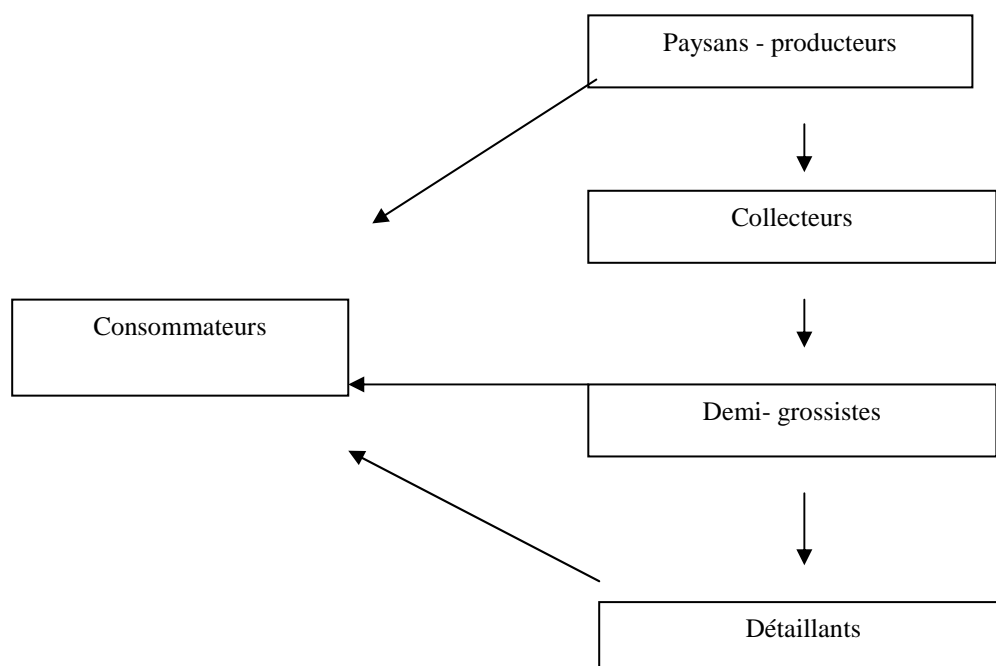 Paysans - producteurs
Collecteurs
Consommateurs
Demi- grossistes
Détaillants